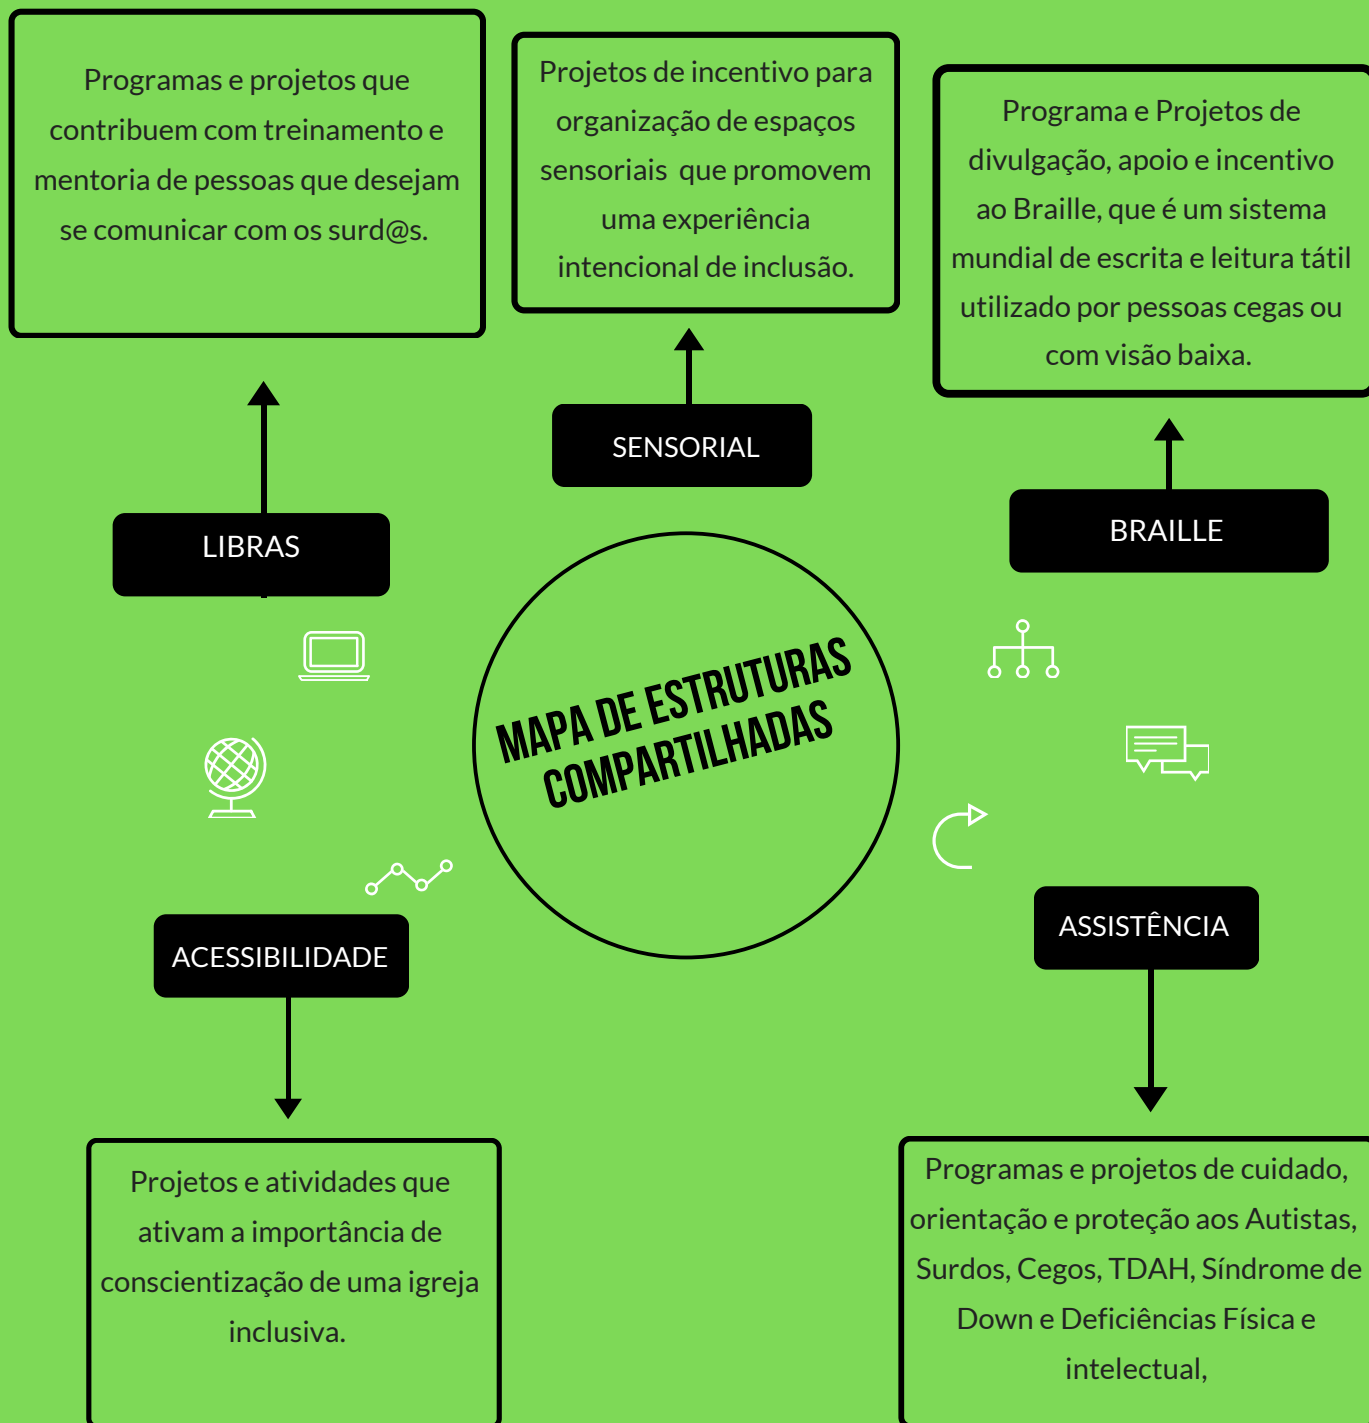 Programas e projetos que
contribuem com treinamento e
mentoria de pessoas que desejam
se comunicar com os surd@s.
Projetos de incentivo para
organização de espaços
sensoriais que promovem
uma experiência
intencional de inclusão.
Programa e Projetos de
divulgação, apoio e incentivo
ao Braille, que é um sistema
mundial de escrita e leitura tátil
utilizado por pessoas cegas ou
com visão baixa.
LIBRAS
SENSORIAL
BRAILLE
MAPA DE ESTRUTURAS
COMPARTILHADAS
ACESSIBILIDADE
ASSISTÊNCIA
Projetos e atividades que
ativam a importância de
conscientização de uma igreja
inclusiva.
Programas e projetos de cuidado,
orientação e proteção aos Autistas,
Surdos, Cegos, TDAH, Síndrome de
Down e Deficiências Física e
intelectual,